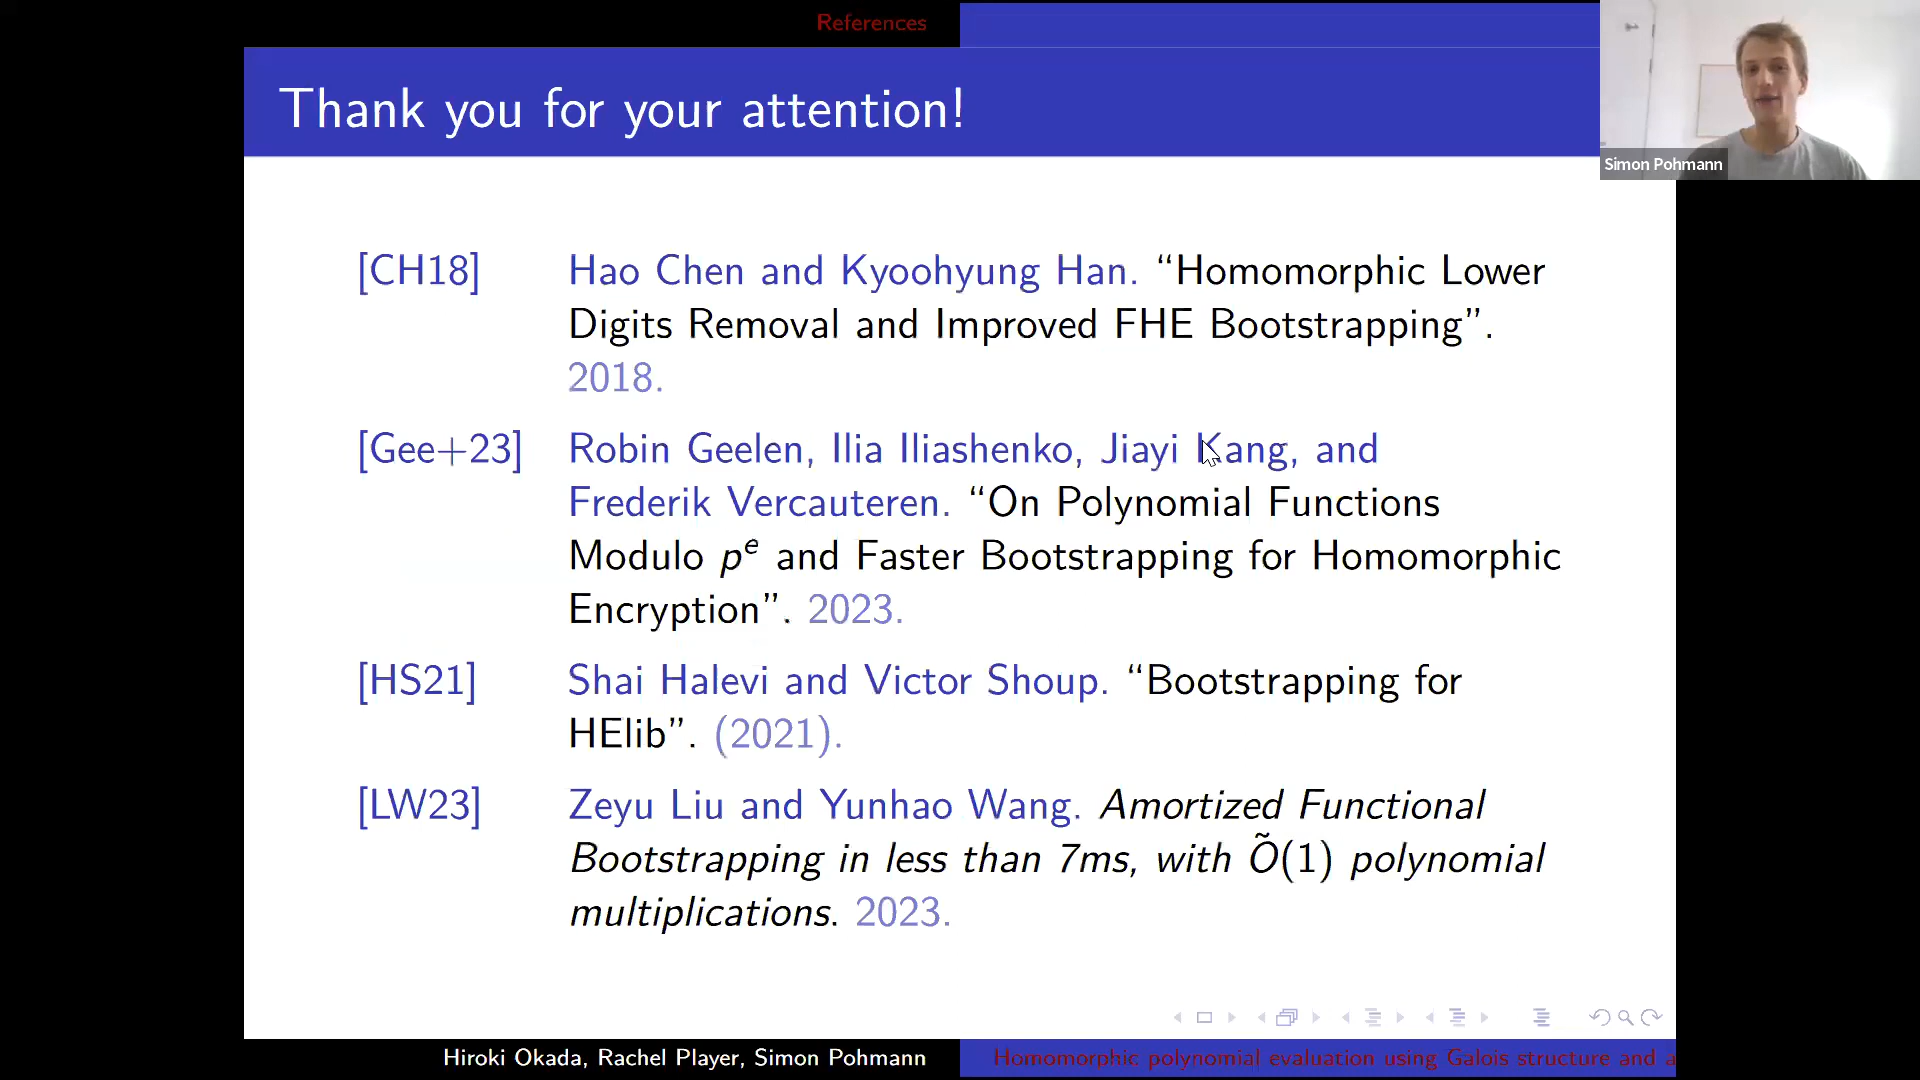 References
Thank you for your attention!
Simon Pohmann
[CH18] Hao Chen and Kyoohyung Han. “Homomorphic Lower
Digits Removal and Improved FHE Bootstrapping”.
2018.
[Gee+23] Robin Geelen, Ilia Iliashenko, Jiayi Kang, and
Frederik Vercauteren. “On Polynomial Functions
Modulo pᵉ and Faster Bootstrapping for Homomorphic
Encryption”. 2023.
[HS21] Shai Halevi and Victor Shoup. “Bootstrapping for
HElib”. (2021).
[LW23] Zeyu Liu and Yunhao Wang. Amortized Functional
Bootstrapping in less than 7ms, with Õ(1) polynomial
multiplications. 2023.
Hiroki Okada, Rachel Player, Simon Pohmann
Homomorphic polynomial evaluation using Galois structure and a